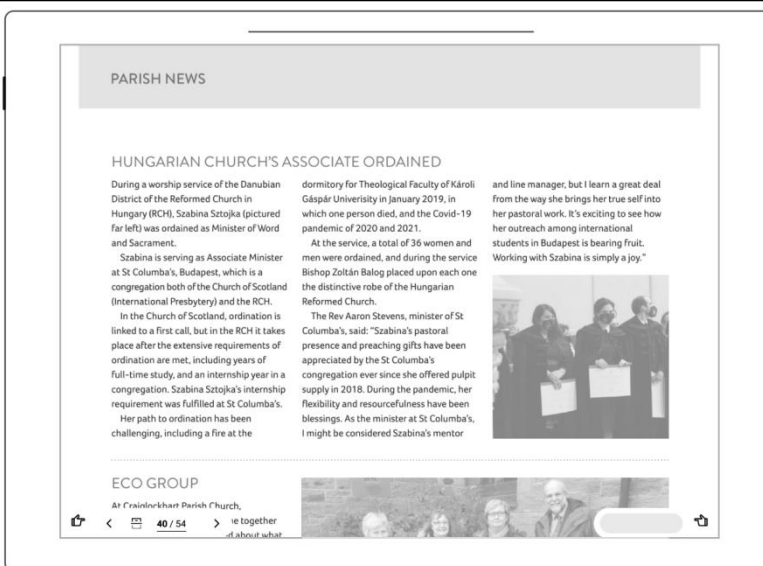 PARISH NEWS
HUNGARIAN CHURCH'S ASSOCIATE ORDAINED
During a worship service of the Danubian
District of the Reformed Church in
Hungary (RCH), Szabina Sztojka (pictured
far left) was ordained as Minister of Word
and Sacrament.
Szabina is serving as Associate Minister
at St Columba's, Budapest, which is a
congregation both of the Church of Scotland
(International Presbytery) and the RCH.
In the Church of Scotland, ordination is
linked to a first call, but in the RCH it takes
place after the extensive requirements of
ordination are met, including years of
full-time study, and an internship year in a
congregation. Szabina Sztojka's internship
requirement was fulfilled at St Columba's.
Her path to ordination has been
challenging, including a fire at the
dormitory for Theological Faculty of Károli
Gáspár Univerisity in January 2019, in
which one person died, and the Covid-19
pandemic of 2020 and 2021.
At the service, a total of 36 women and
men were ordained, and during the service
Bishop Zoltán Balog placed upon each one
the distinctive robe of the Hungarian
Reformed Church.
The Rev Aaron Stevens, minister of St
Columba's, said: "Szabina's pastoral
presence and preaching gifts have been
appreciated by the St Columba's
congregation ever since she offered pulpit
supply in 2018. During the pandemic, her
flexibility and resourcefulness have been
blessings. As the minister at St Columba's,
I might be considered Szabina's mentor
and line manager, but I learn a great deal
from the way she brings her true self into
her pastoral work. It's exciting to see how
her outreach among international
students in Budapest is bearing fruit.
Working with Szabina is simply a joy."
ECO GROUP
At Craiglockhart Parish Church,
together
about what
40 / 54